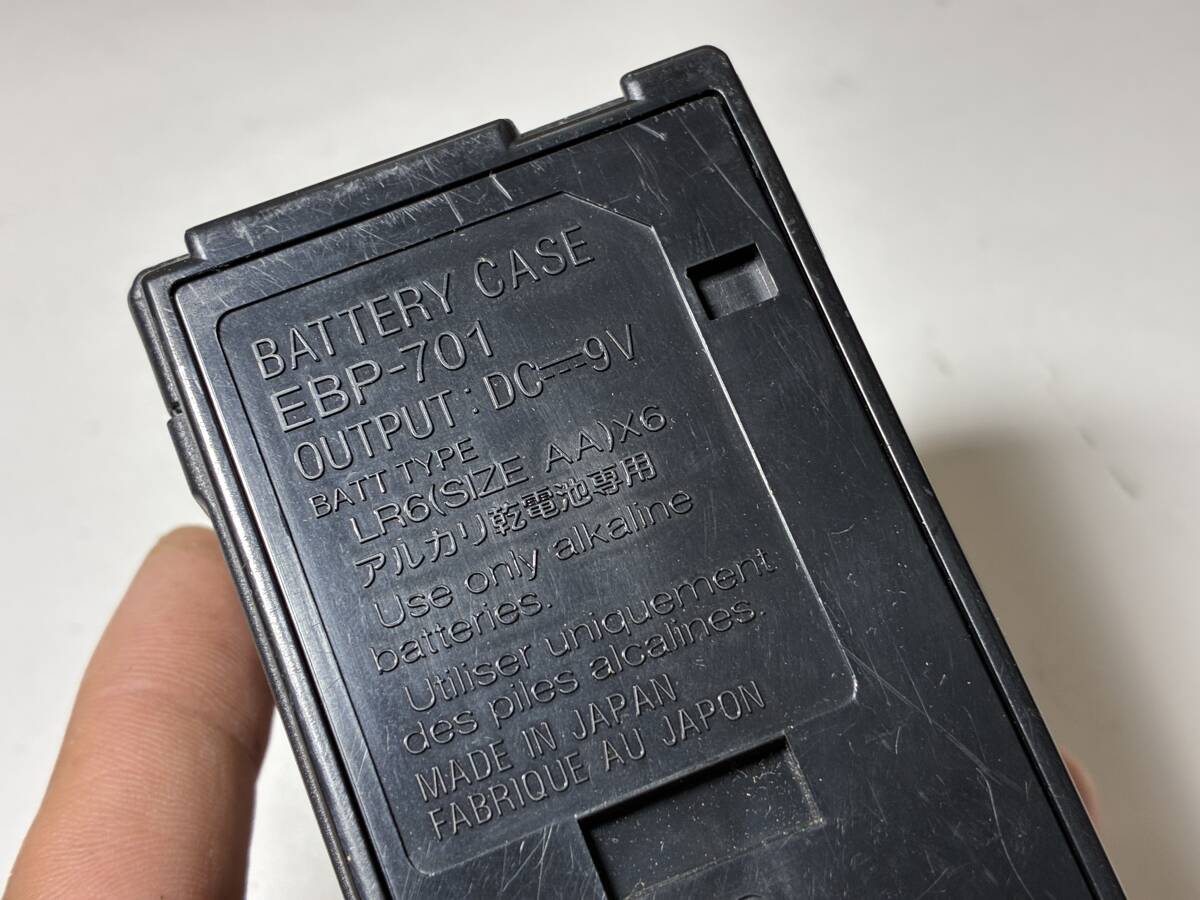 BATTERY CASE
EBP-701
OUTPUT : DC⎓9V
BATT TYPE
LR6(SIZE AA)X6
アルカリ乾電池専用
Use only alkaline
batteries.
Utiliser uniquement
des piles alcalines.
MADE IN JAPAN
FABRIQUE AU JAPON